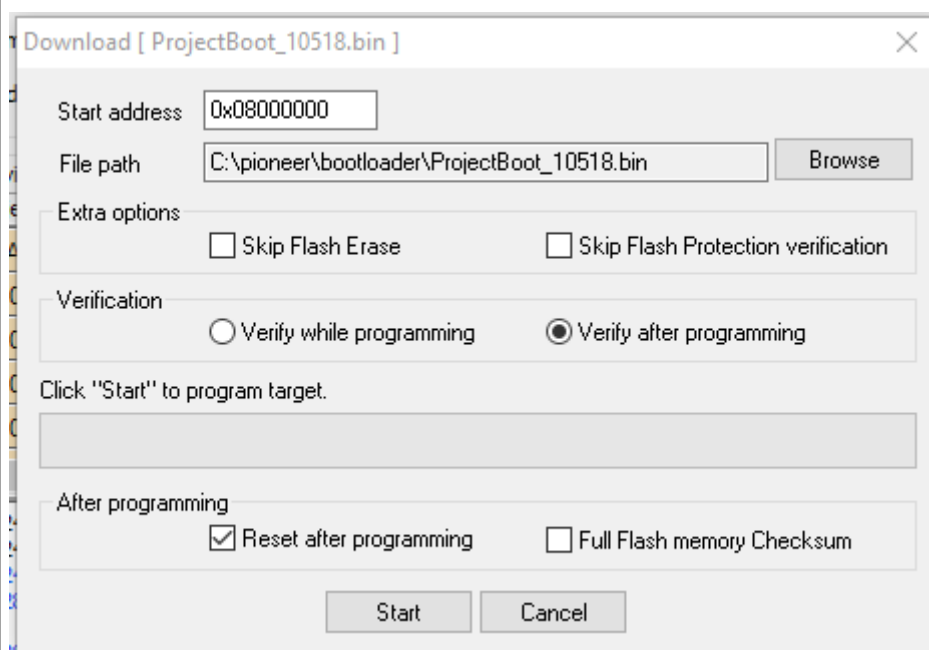 Download [ ProjectBoot_10518.bin ]
Start address 0x08000000
File path C:\pioneer\bootloader\ProjectBoot_10518.bin Browse
Extra options
Skip Flash Erase Skip Flash Protection verification
Verification
Verify while programming Verify after programming
Click "Start" to program target.
After programming
Reset after programming Full Flash memory Checksum
Start Cancel